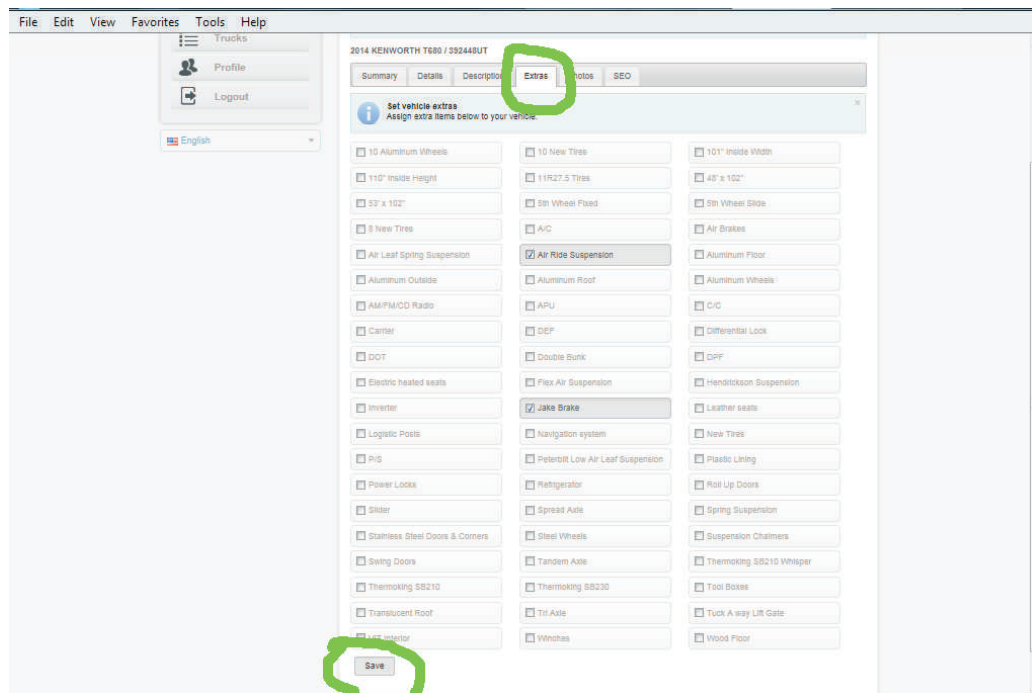 File Edit View Favorites Tools Help
Trucks
Profile
Logout
English
2014 KENWORTH T680 / 392448UT
Summary Details Description Extras Photos SEO
Set vehicle extras
Assign extra items below to your vehicle.
10 Aluminum Wheels 10 New Tires 101" Inside Width
110" Inside Height 11R27.5 Tires 48' x 102"
53' x 102" 5th Wheel Fixed 5th Wheel Slide
8 New Tires A/C Air Brakes
Air Leaf Spring Suspension Air Ride Suspension Aluminum Floor
Aluminum Outside Aluminum Roof Aluminum Wheels
AM/FM/CD Radio APU C/C
Carrier DEF Differential Lock
DOT Double Bunk DPF
Electric heated seats Flex Air Suspension Hendrickson Suspension
Inverter Jake Brake Leather seats
Logistic Posts Navigation system New Tires
P/S Peterbilt Low Air Leaf Suspension Plastic Lining
Power Locks Refrigerator Roll Up Doors
Slider Spread Axle Spring Suspension
Stainless Steel Doors & Corners Steel Wheels Suspension Chalmers
Swing Doors Tandem Axle Thermoking SB210 Whisper
Thermoking SB210 Thermoking SB230 Tool Boxes
Translucent Roof Tri Axle Tuck A way Lift Gate
Interior Winches Wood Floor
Save